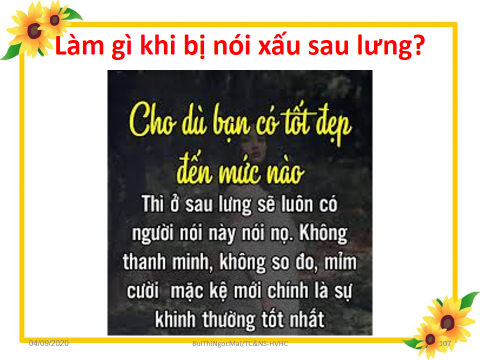 Làm gì khi bị nói xấu sau lưng?
Cho dù bạn có tốt đẹp
đến mức nào
Thì ở sau lưng sẽ luôn có
người nói này nói nọ. Không
thanh minh, không so đo, mỉm
cười mặc kệ mới chính là sự
khinh thường tốt nhất
04/09/2020 BuiThiNgocMai/TC&NS-HVHC 107